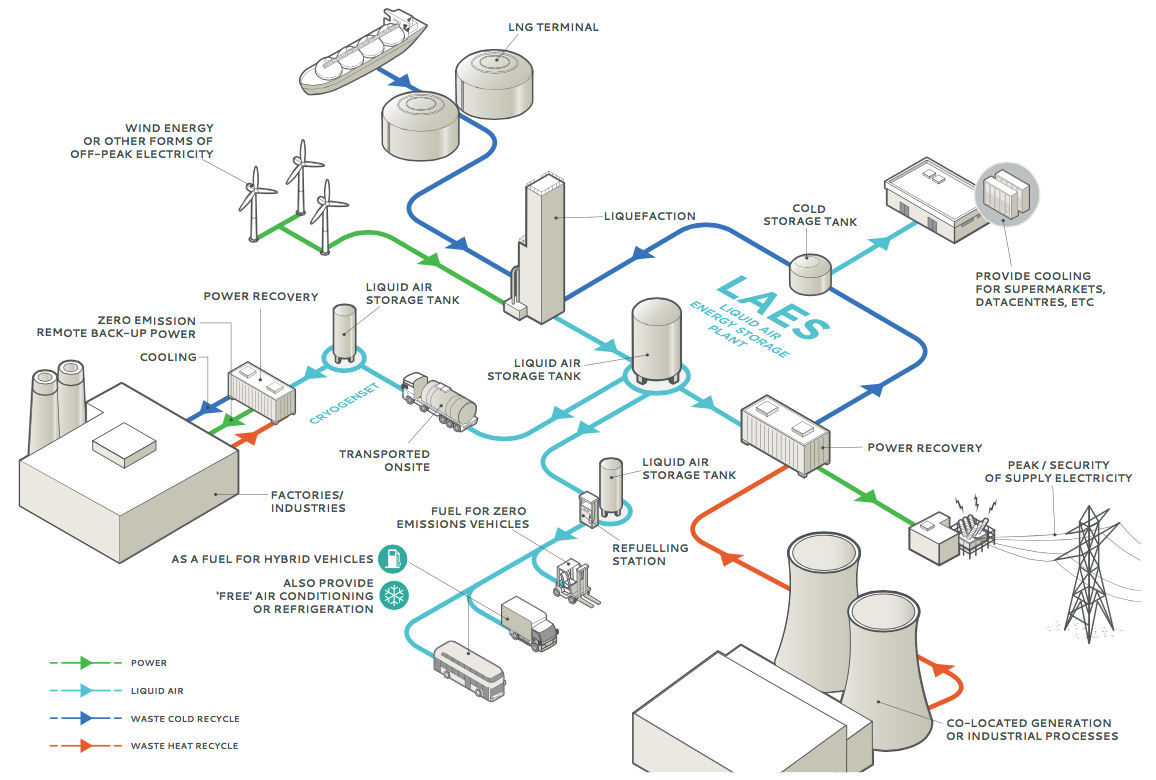 LNG TERMINAL
WIND ENERGY
OR OTHER FORMS OF
OFF-PEAK ELECTRICITY
LIQUEFACTION
COLD
STORAGE TANK
PROVIDE COOLING
FOR SUPERMARKETS,
DATACENTRES, ETC
LAES
LIQUID AIR
ENERGY STORAGE
PLANT
POWER RECOVERY
LIQUID AIR
STORAGE TANK
ZERO EMISSION
REMOTE BACK-UP POWER
COOLING
LIQUID AIR
STORAGE TANK
CRYOGENSET
TRANSPORTED
ONSITE
POWER RECOVERY
FACTORIES/
INDUSTRIES
LIQUID AIR
STORAGE TANK
PEAK / SECURITY
OF SUPPLY ELECTRICITY
FUEL FOR ZERO
EMISSIONS VEHICLES
REFUELLING
STATION
AS A FUEL FOR HYBRID VEHICLES
ALSO PROVIDE
'FREE' AIR CONDITIONING
OR REFRIGERATION
POWER
LIQUID AIR
WASTE COLD RECYCLE
WASTE HEAT RECYCLE
CO-LOCATED GENERATION
OR INDUSTRIAL PROCESSES